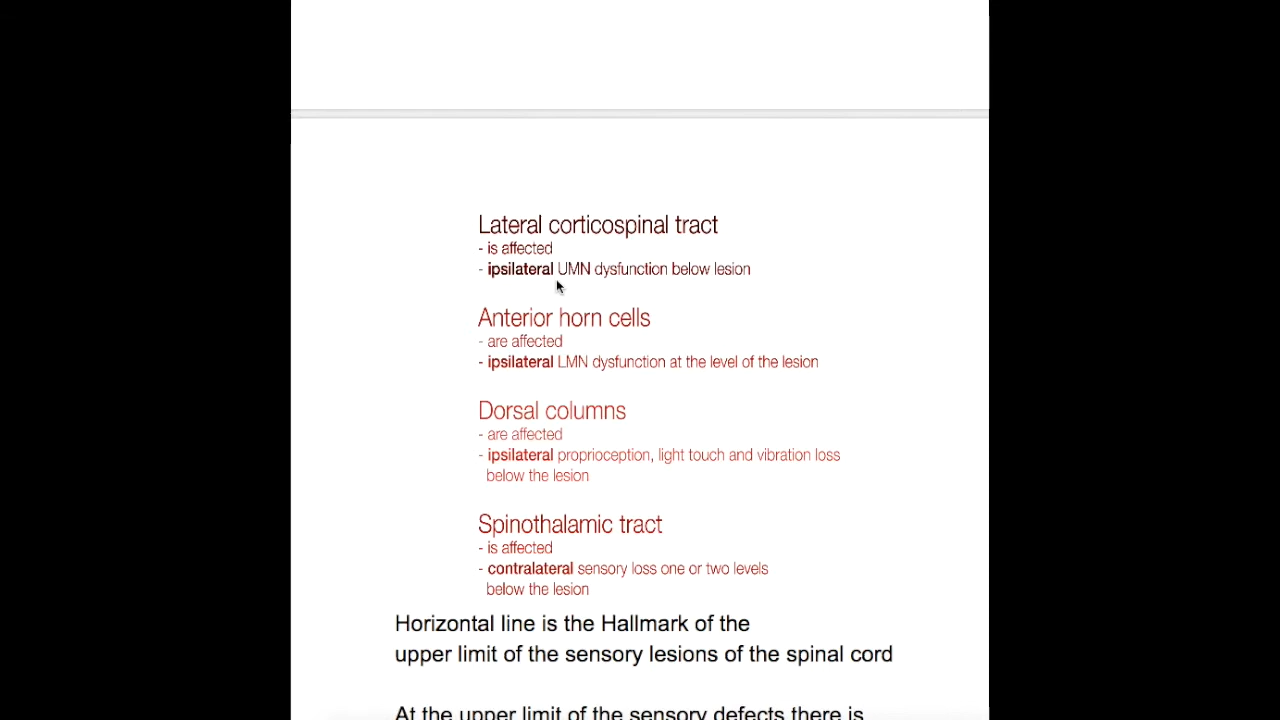 Lateral corticospinal tract
- is affected
- ipsilateral UMN dysfunction below lesion
Anterior horn cells
- are affected
- ipsilateral LMN dysfunction at the level of the lesion
Dorsal columns
- are affected
- ipsilateral proprioception, light touch and vibration loss
below the lesion
Spinothalamic tract
- is affected
- contralateral sensory loss one or two levels
below the lesion
Horizontal line is the Hallmark of the
upper limit of the sensory lesions of the spinal cord
At the upper limit of the sensory defects there is